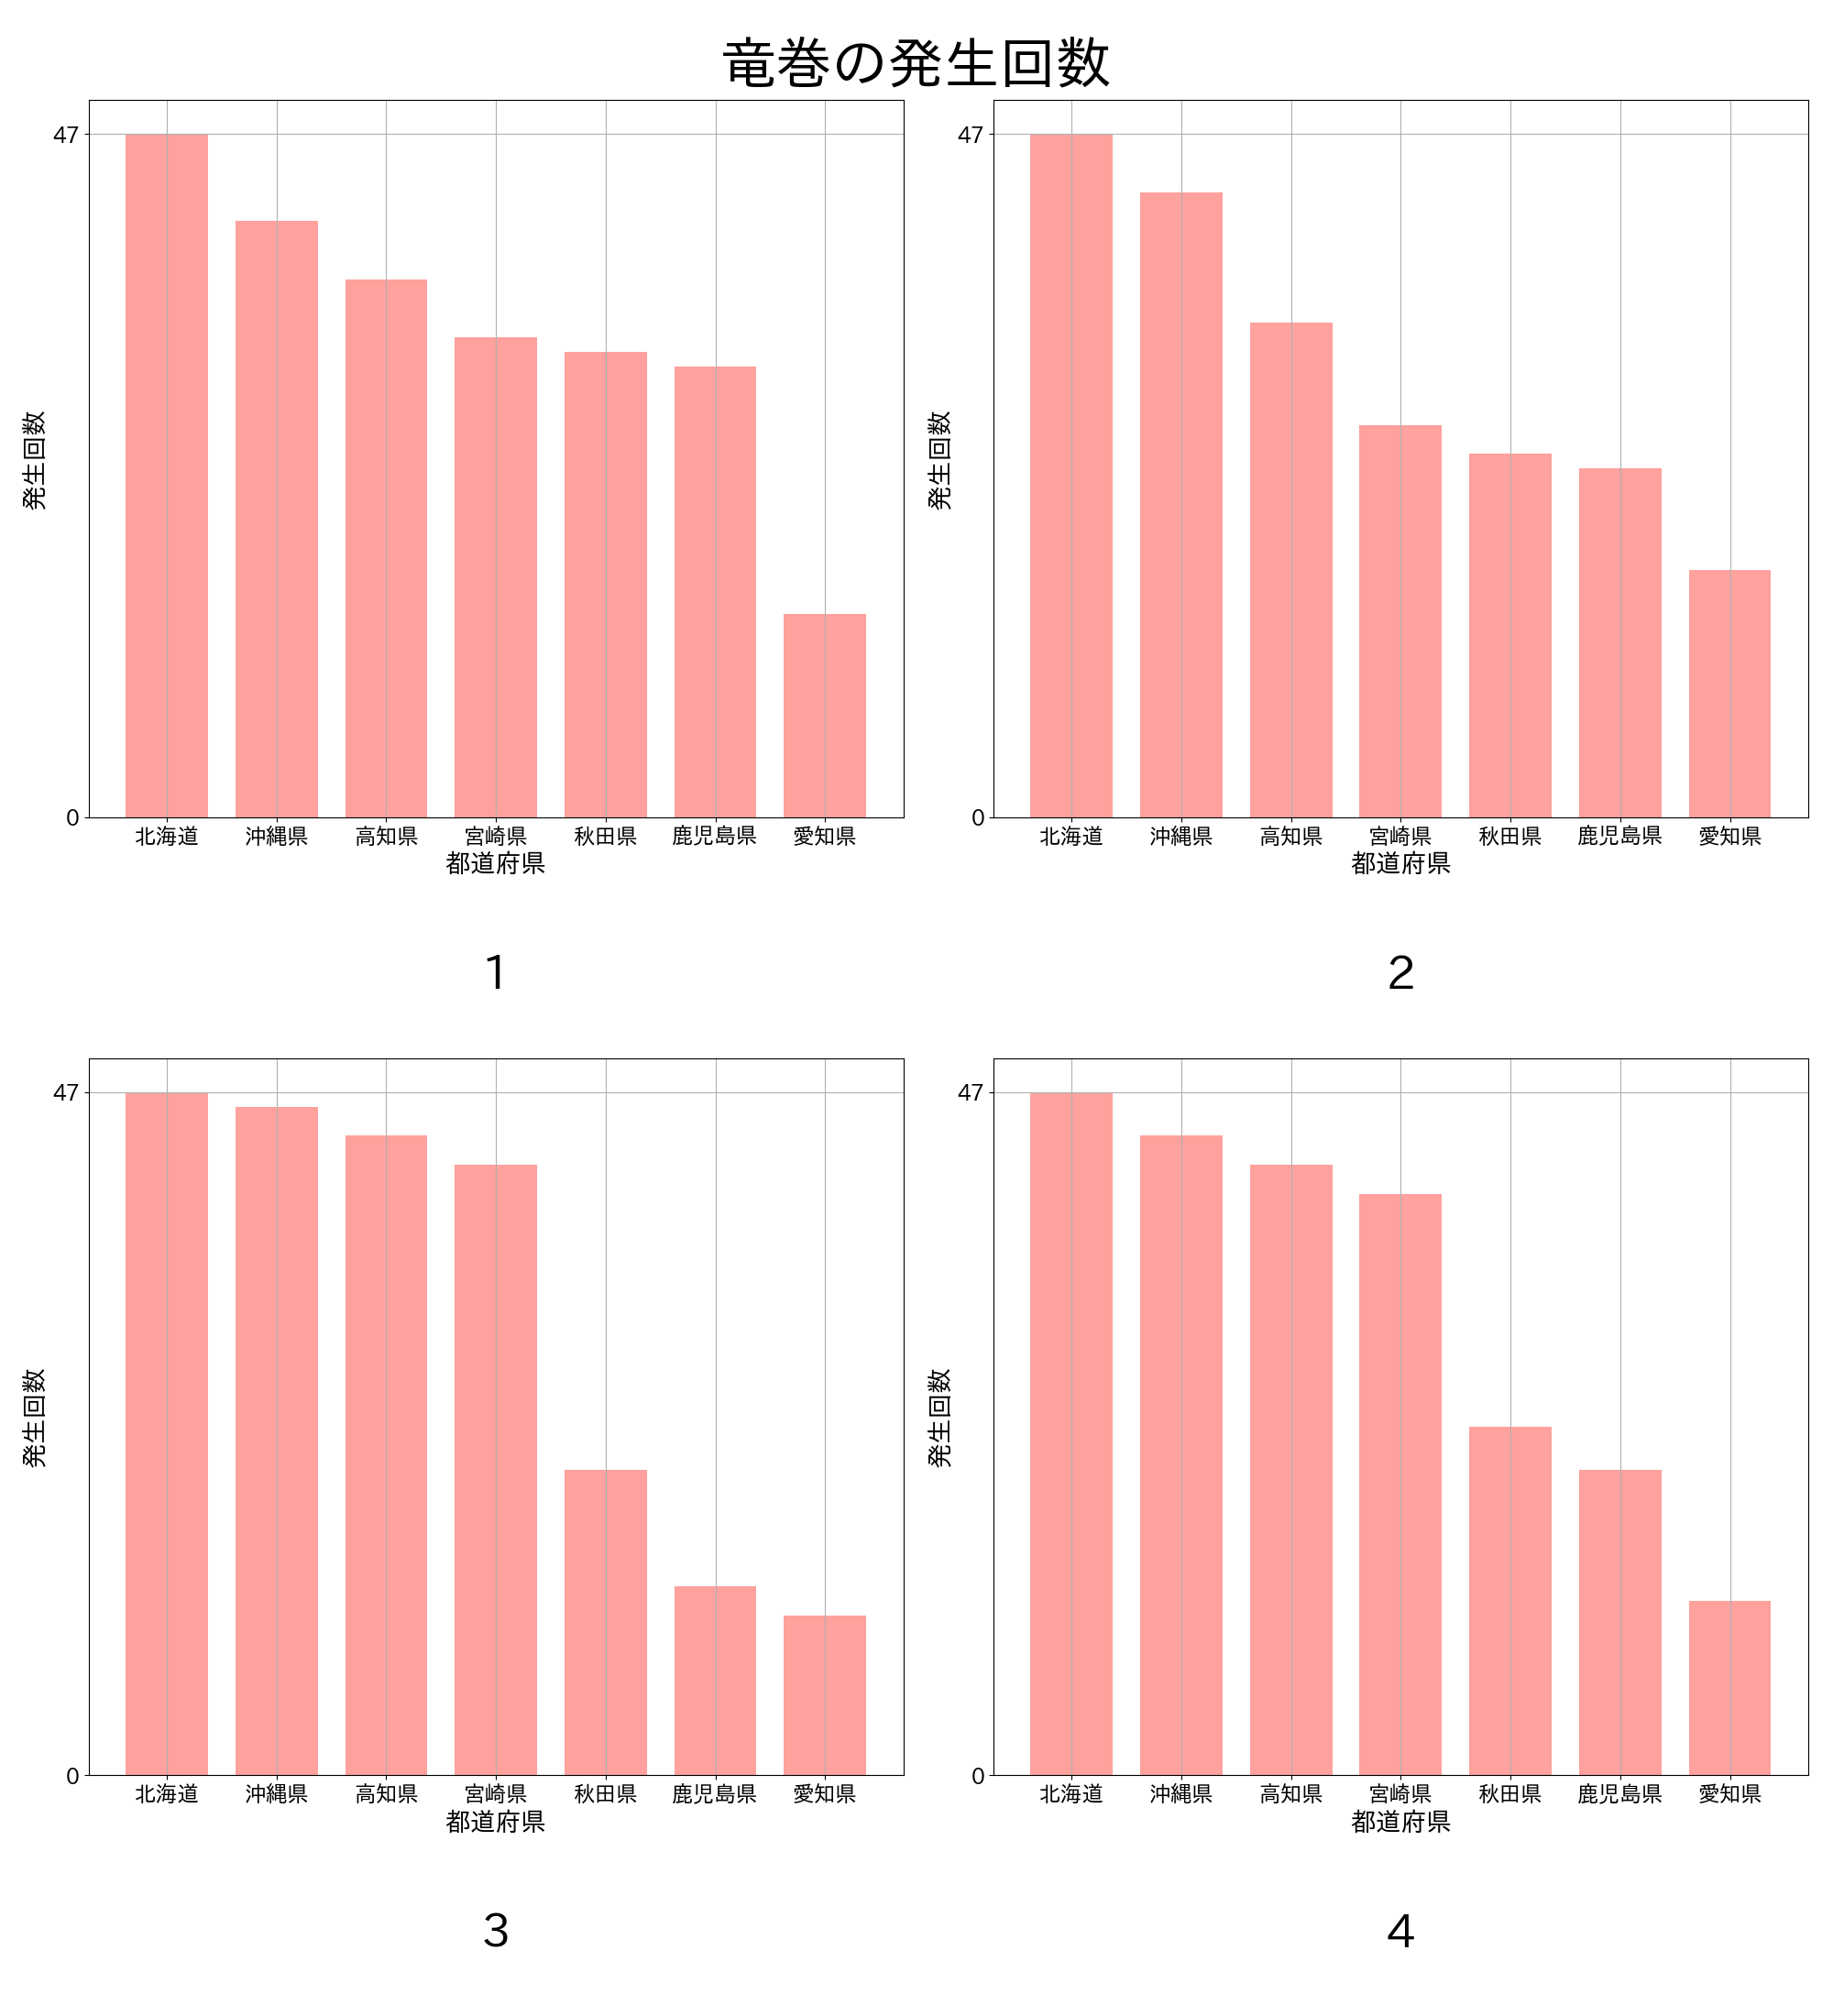 竜巻の発生回数
47
0
発生回数
北海道 沖縄県 高知県 宮崎県 秋田県 鹿児島県 愛知県
都道府県
1
47
0
発生回数
北海道 沖縄県 高知県 宮崎県 秋田県 鹿児島県 愛知県
都道府県
2
47
0
発生回数
北海道 沖縄県 高知県 宮崎県 秋田県 鹿児島県 愛知県
都道府県
3
47
0
発生回数
北海道 沖縄県 高知県 宮崎県 秋田県 鹿児島県 愛知県
都道府県
4